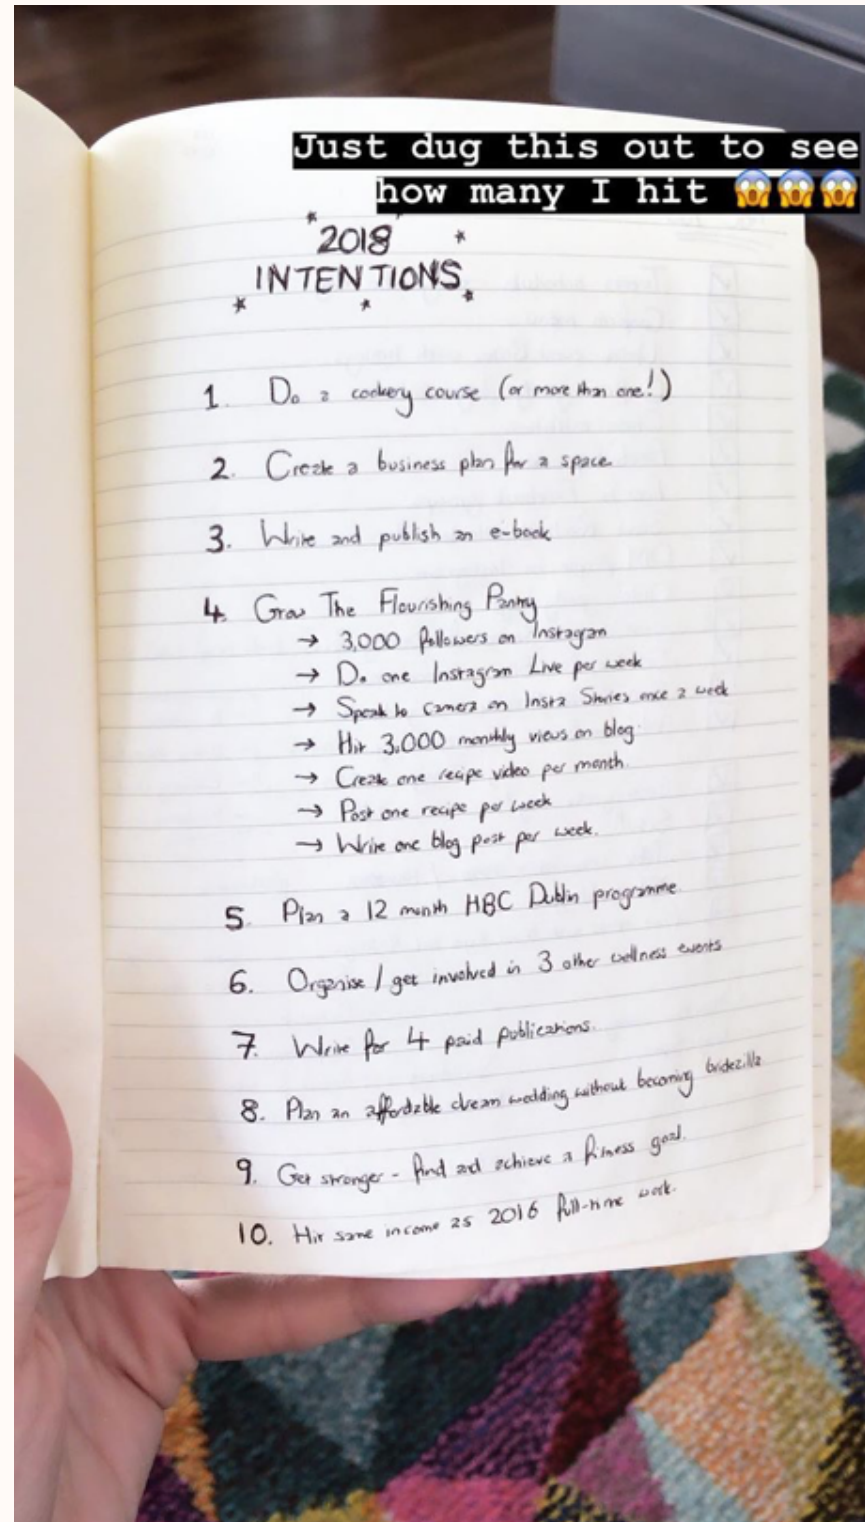 Just dug this out to see
how many I hit 😱😱😱
2018
INTENTIONS
1. Do a cookery course (or more than one!)
2. Create a business plan for a space.
3. Write and publish an e-book
4. Grow The Flourishing Pantry
→ 3,000 followers on Instagram
→ Do one Instagram Live per week
→ Speak to camera on Insta Stories once a week
→ Hit 3,000 monthly views on blog.
→ Create one recipe video per month.
→ Post one recipe per week
→ Write one blog post per week.
5. Plan a 12 month HBC Dublin programme
6. Organise / get involved in 3 other wellness events
7. Write for 4 paid publications.
8. Plan an affordable dream wedding without becoming bridezilla
9. Get stronger - find and achieve a fitness goal.
10. Hit same income as 2016 full-time work.